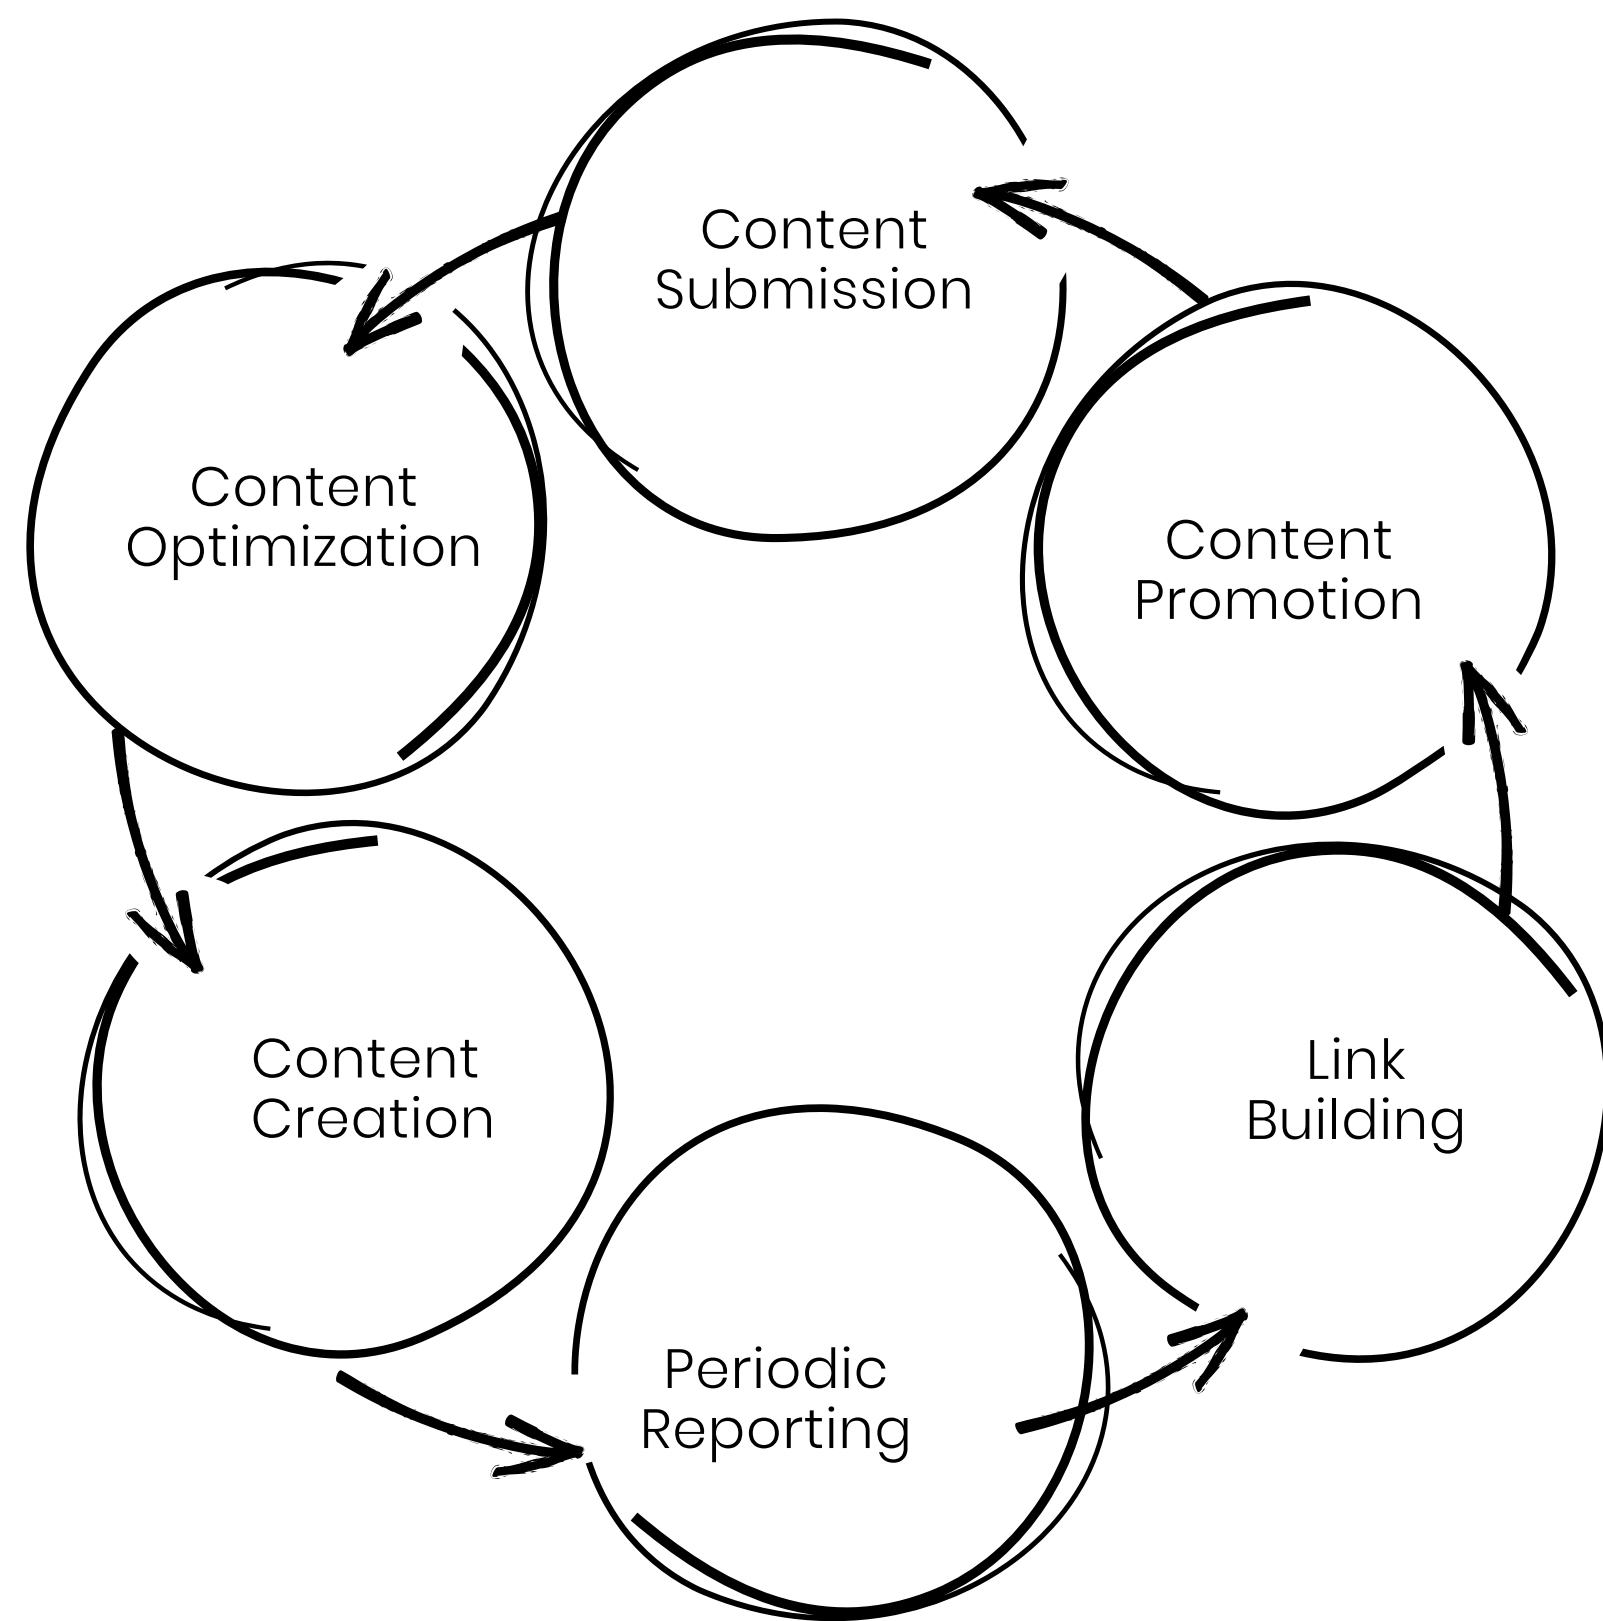 Content
Submission
Content
Optimization
Content
Promotion
Content
Creation
Link
Building
Periodic
Reporting